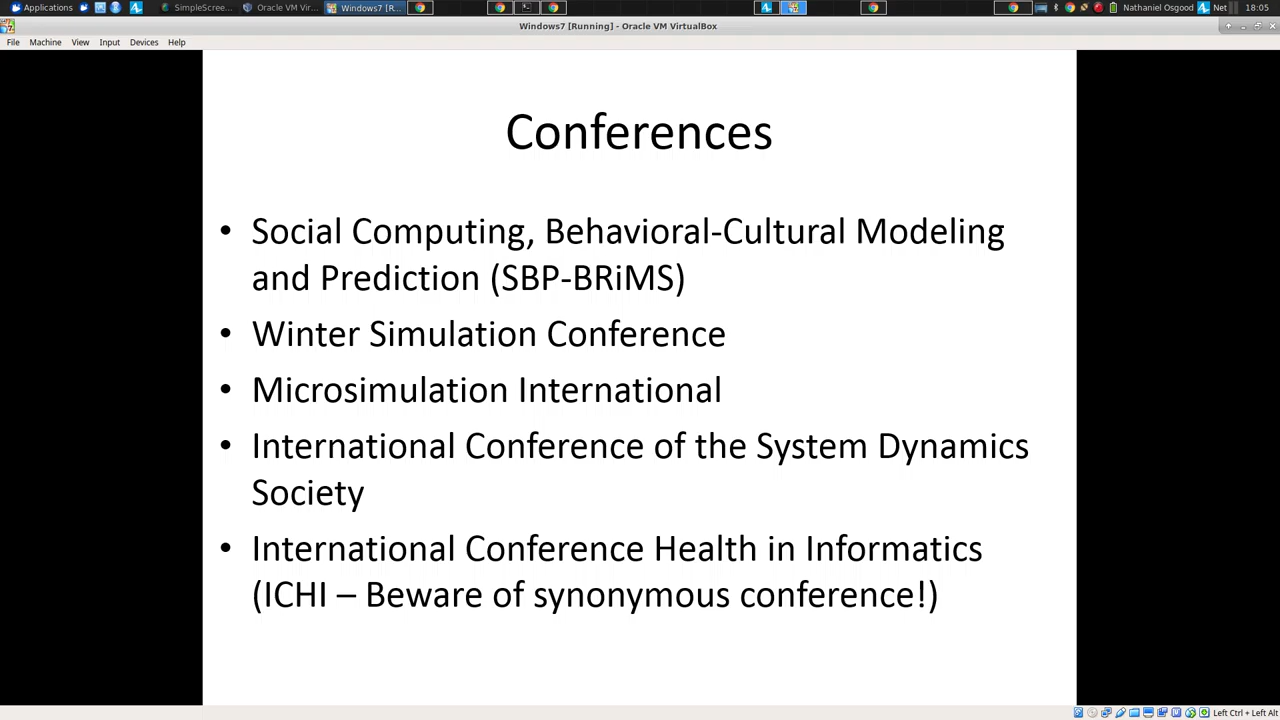 Applications
SimpleScree...
Oracle VM Vir...
Windows7 [R...
Nathaniel Osgood
Net
18:05
Windows7 [Running] - Oracle VM VirtualBox
File Machine View Input Devices Help
Conferences
• Social Computing, Behavioral-Cultural Modeling
and Prediction (SBP-BRiMS)
• Winter Simulation Conference
• Microsimulation International
• International Conference of the System Dynamics
Society
• International Conference Health in Informatics
(ICHI – Beware of synonymous conference!)
Left Ctrl + Left Alt